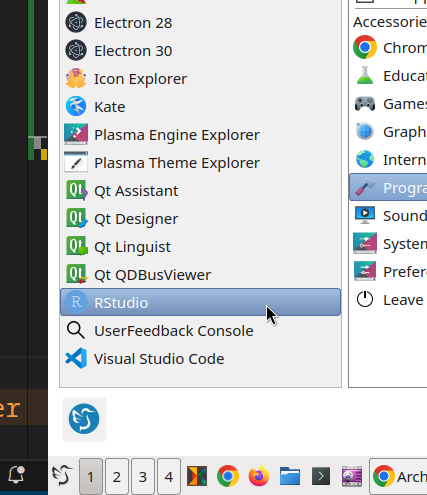 Electron 28
Electron 30
Icon Explorer
Kate
Plasma Engine Explorer
Plasma Theme Explorer
Qt Assistant
Qt Designer
Qt Linguist
Qt QDBusViewer
RStudio
UserFeedback Console
Visual Studio Code
Accessorie
Chrom
Educat
Games
Graph
Intern
Progra
Sound
System
Prefer
Leave
er
1
2
3
4
Arch